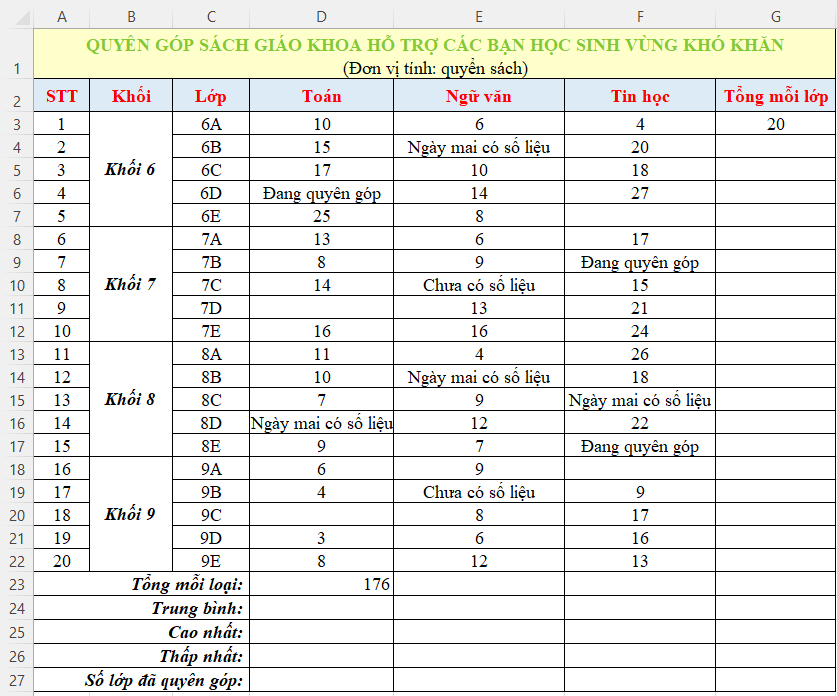 A B C D E F G
1 QUYÊN GÓP SÁCH GIÁO KHOA HỖ TRỢ CÁC BẠN HỌC SINH VÙNG KHÓ KHĂN
(Đơn vị tính: quyển sách)
2 STT Khối Lớp Toán Ngữ văn Tin học Tổng mỗi lớp
3 1 6A 10 6 4 20
4 2 6B 15 Ngày mai có số liệu 20
5 3 Khối 6 6C 17 10 18
6 4 6D Đang quyên góp 14 27
7 5 6E 25 8
8 6 7A 13 6 17
9 7 7B 8 9 Đang quyên góp
10 8 Khối 7 7C 14 Chưa có số liệu 15
11 9 7D 13 21
12 10 7E 16 16 24
13 11 8A 11 4 26
14 12 8B 10 Ngày mai có số liệu 18
15 13 Khối 8 8C 7 9 Ngày mai có số liệu
16 14 8D Ngày mai có số liệu 12 22
17 15 8E 9 7 Đang quyên góp
18 16 9A 6 9
19 17 9B 4 Chưa có số liệu 9
20 18 Khối 9 9C 8 17
21 19 9D 3 6 16
22 20 9E 8 12 13
23 Tổng mỗi loại: 176
24 Trung bình:
25 Cao nhất:
26 Thấp nhất:
27 Số lớp đã quyên góp: